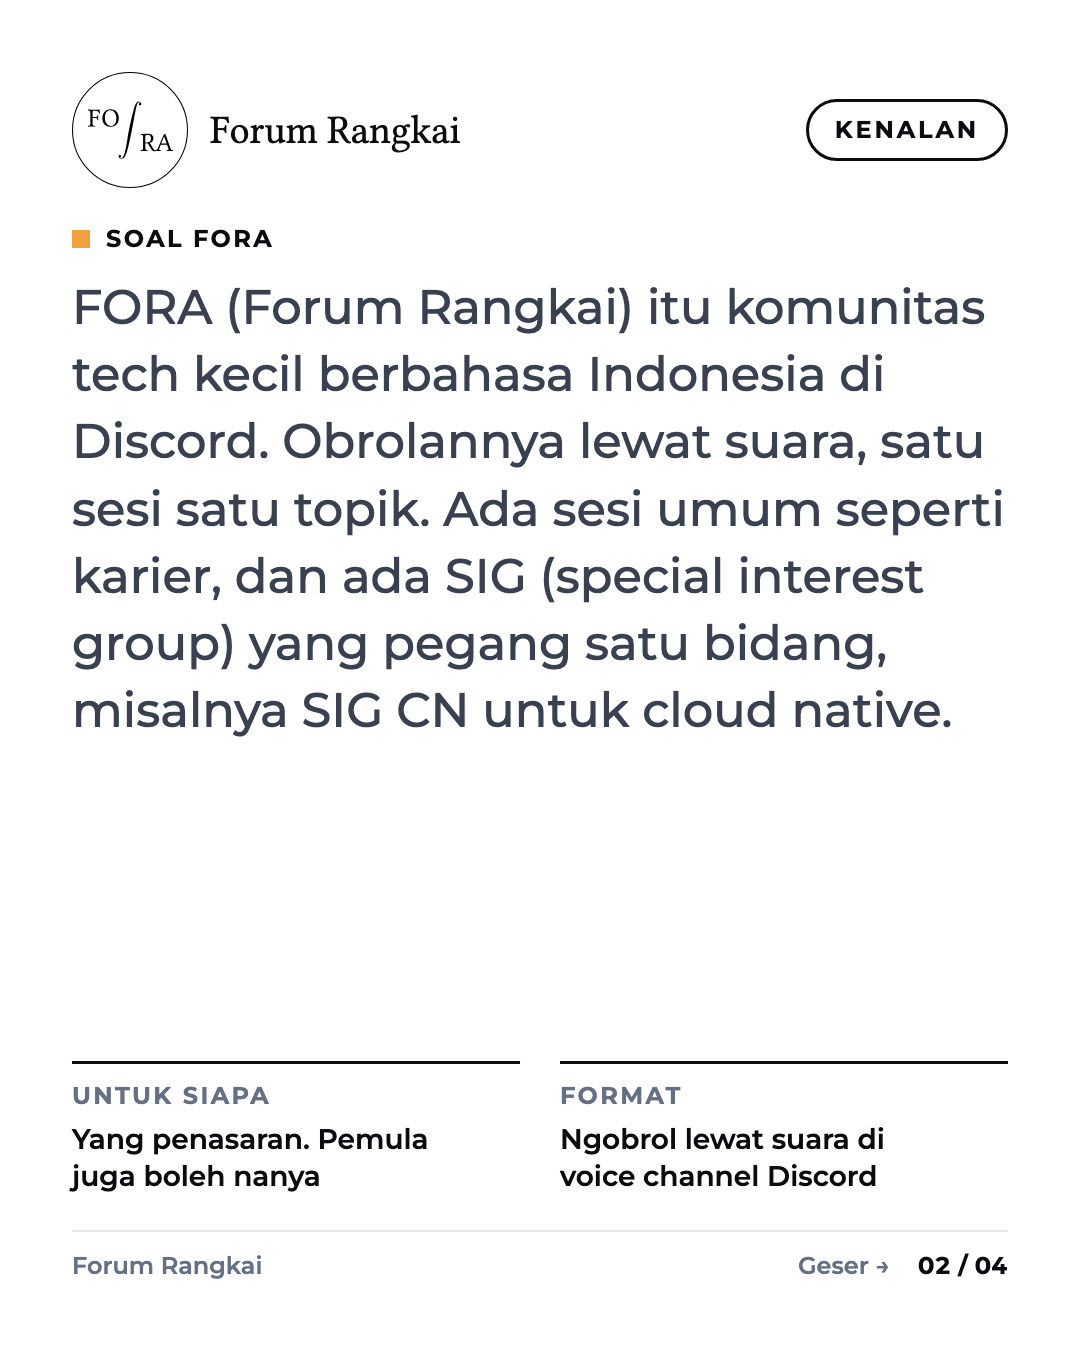 FO
RA
Forum Rangkai
KENALAN
SOAL FORA
FORA (Forum Rangkai) itu komunitas
tech kecil berbahasa Indonesia di
Discord. Obrolannya lewat suara, satu
sesi satu topik. Ada sesi umum seperti
karier, dan ada SIG (special interest
group) yang pegang satu bidang,
misalnya SIG CN untuk cloud native.
UNTUK SIAPA
Yang penasaran. Pemula
juga boleh nanya
FORMAT
Ngobrol lewat suara di
voice channel Discord
Forum Rangkai
Geser → 02 / 04